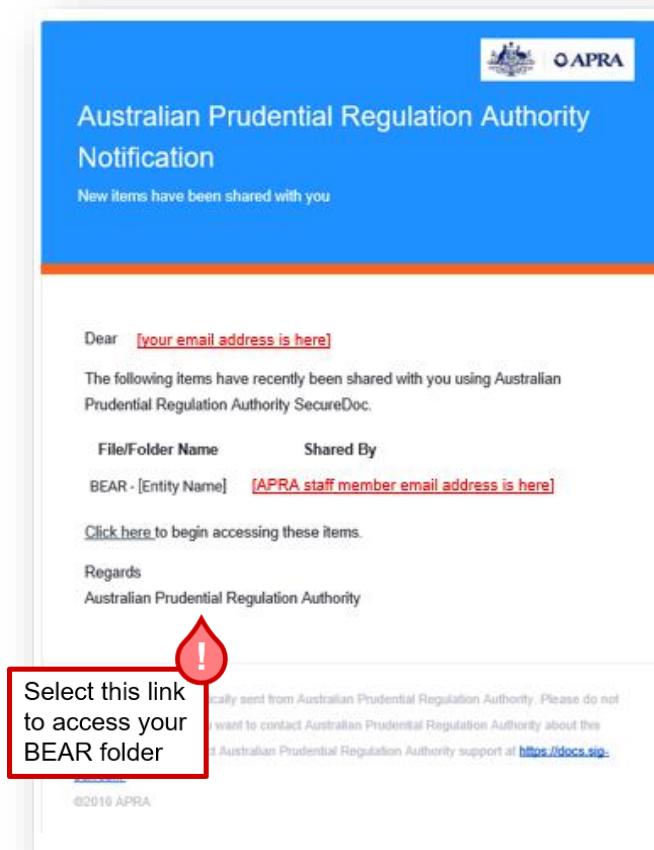 APRA
Australian Prudential Regulation Authority
Notification
New items have been shared with you
Dear [your email address is here]
The following items have recently been shared with you using Australian
Prudential Regulation Authority SecureDoc.
File/Folder Name Shared By
BEAR - [Entity Name] [APRA staff member email address is here]
Click here to begin accessing these items.
Regards
Australian Prudential Regulation Authority
!
Select this link
to access your
BEAR folder
sent from Australian Prudential Regulation Authority. Please do not
want to contact Australian Prudential Regulation Authority about this
Australian Prudential Regulation Authority support at https://docs.sig-
©2016 APRA